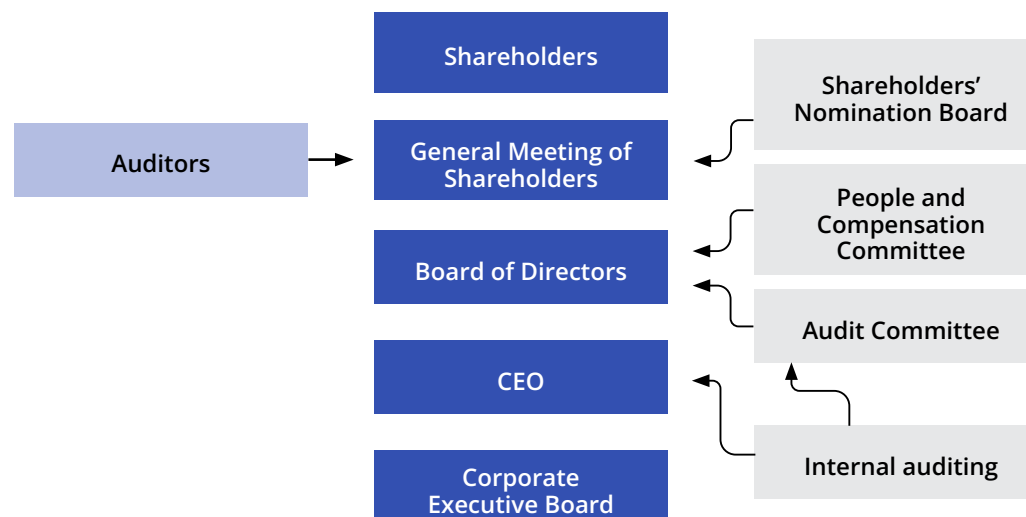 Shareholders
Shareholders’
Nomination Board
Auditors
General Meeting of
Shareholders
People and
Compensation
Committee
Board of Directors
Audit Committee
CEO
Internal auditing
Corporate
Executive Board